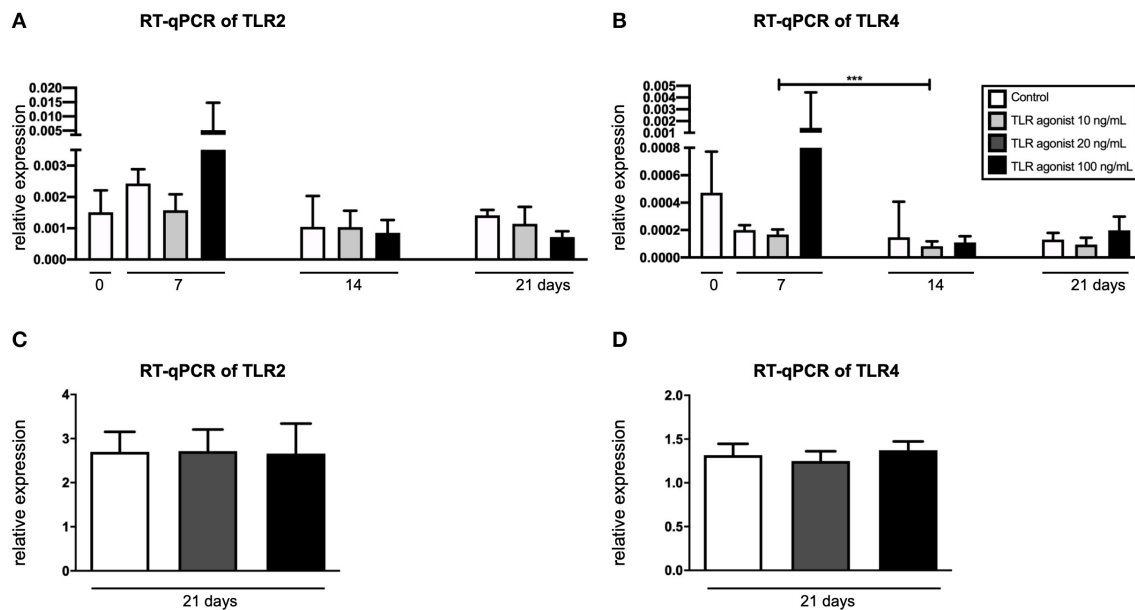 A
RT-qPCR of TLR2
relative expression
0.020
0.015
0.010
0.005
0.003
0.002
0.001
0.000
0
7
14
21 days
B
RT-qPCR of TLR4
relative expression
0.005
0.004
0.003
0.002
0.001
0.0008
0.0006
0.0004
0.0002
0.0000
***
0
7
14
21 days
Control
TLR agonist 10 ng/mL
TLR agonist 20 ng/mL
TLR agonist 100 ng/mL
C
RT-qPCR of TLR2
relative expression
4
3
2
1
0
21 days
D
RT-qPCR of TLR4
relative expression
2.0
1.5
1.0
0.5
0.0
21 days